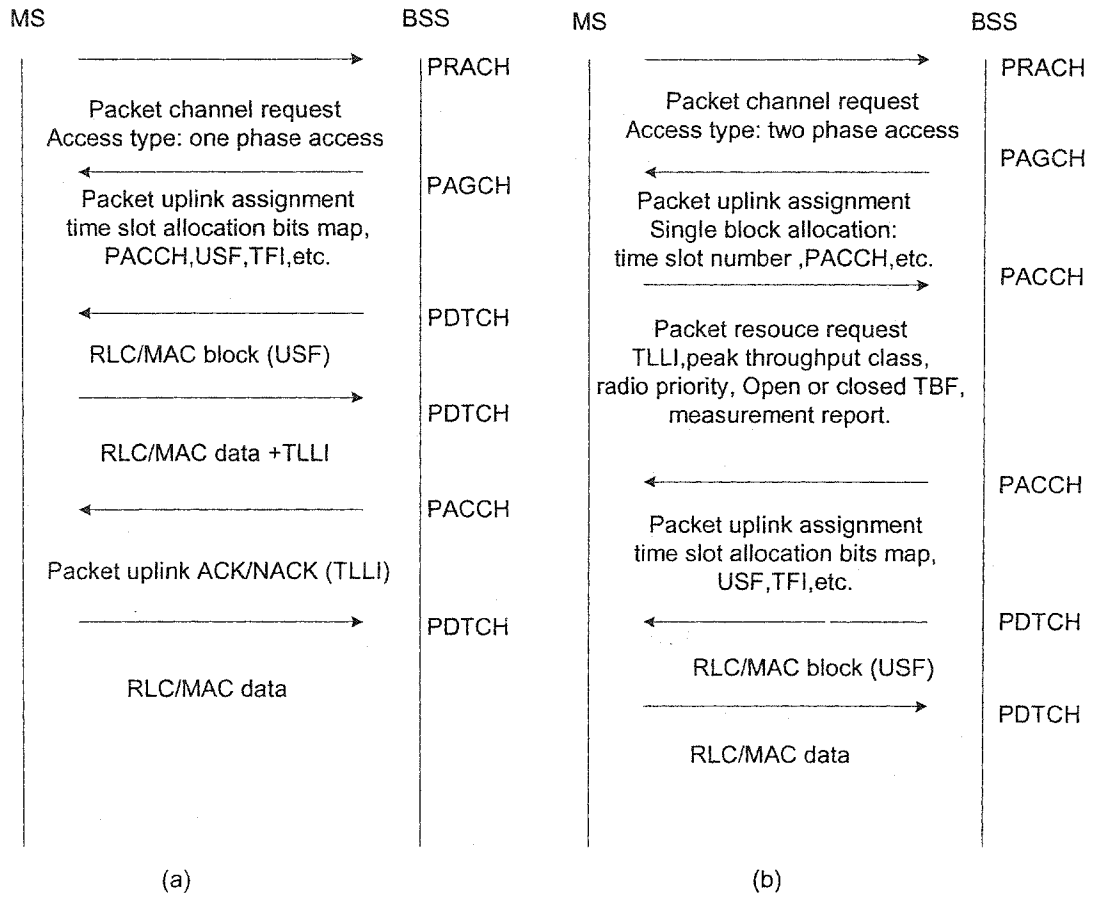 MS
BSS
PRACH
Packet channel request
Access type: one phase access
PAGCH
Packet uplink assignment
time slot allocation bits map,
PACCH,USF,TFI,etc.
PDTCH
RLC/MAC block (USF)
PDTCH
RLC/MAC data +TLLI
PACCH
Packet uplink ACK/NACK (TLLI)
PDTCH
RLC/MAC data
(a)
MS
BSS
PRACH
Packet channel request
Access type: two phase access
PAGCH
Packet uplink assignment
Single block allocation:
time slot number ,PACCH,etc.
PACCH
Packet resouce request
TLLI,peak throughput class,
radio priority, Open or closed TBF,
measurement report.
PACCH
Packet uplink assignment
time slot allocation bits map,
USF,TFI,etc.
PDTCH
RLC/MAC block (USF)
PDTCH
RLC/MAC data
(b)